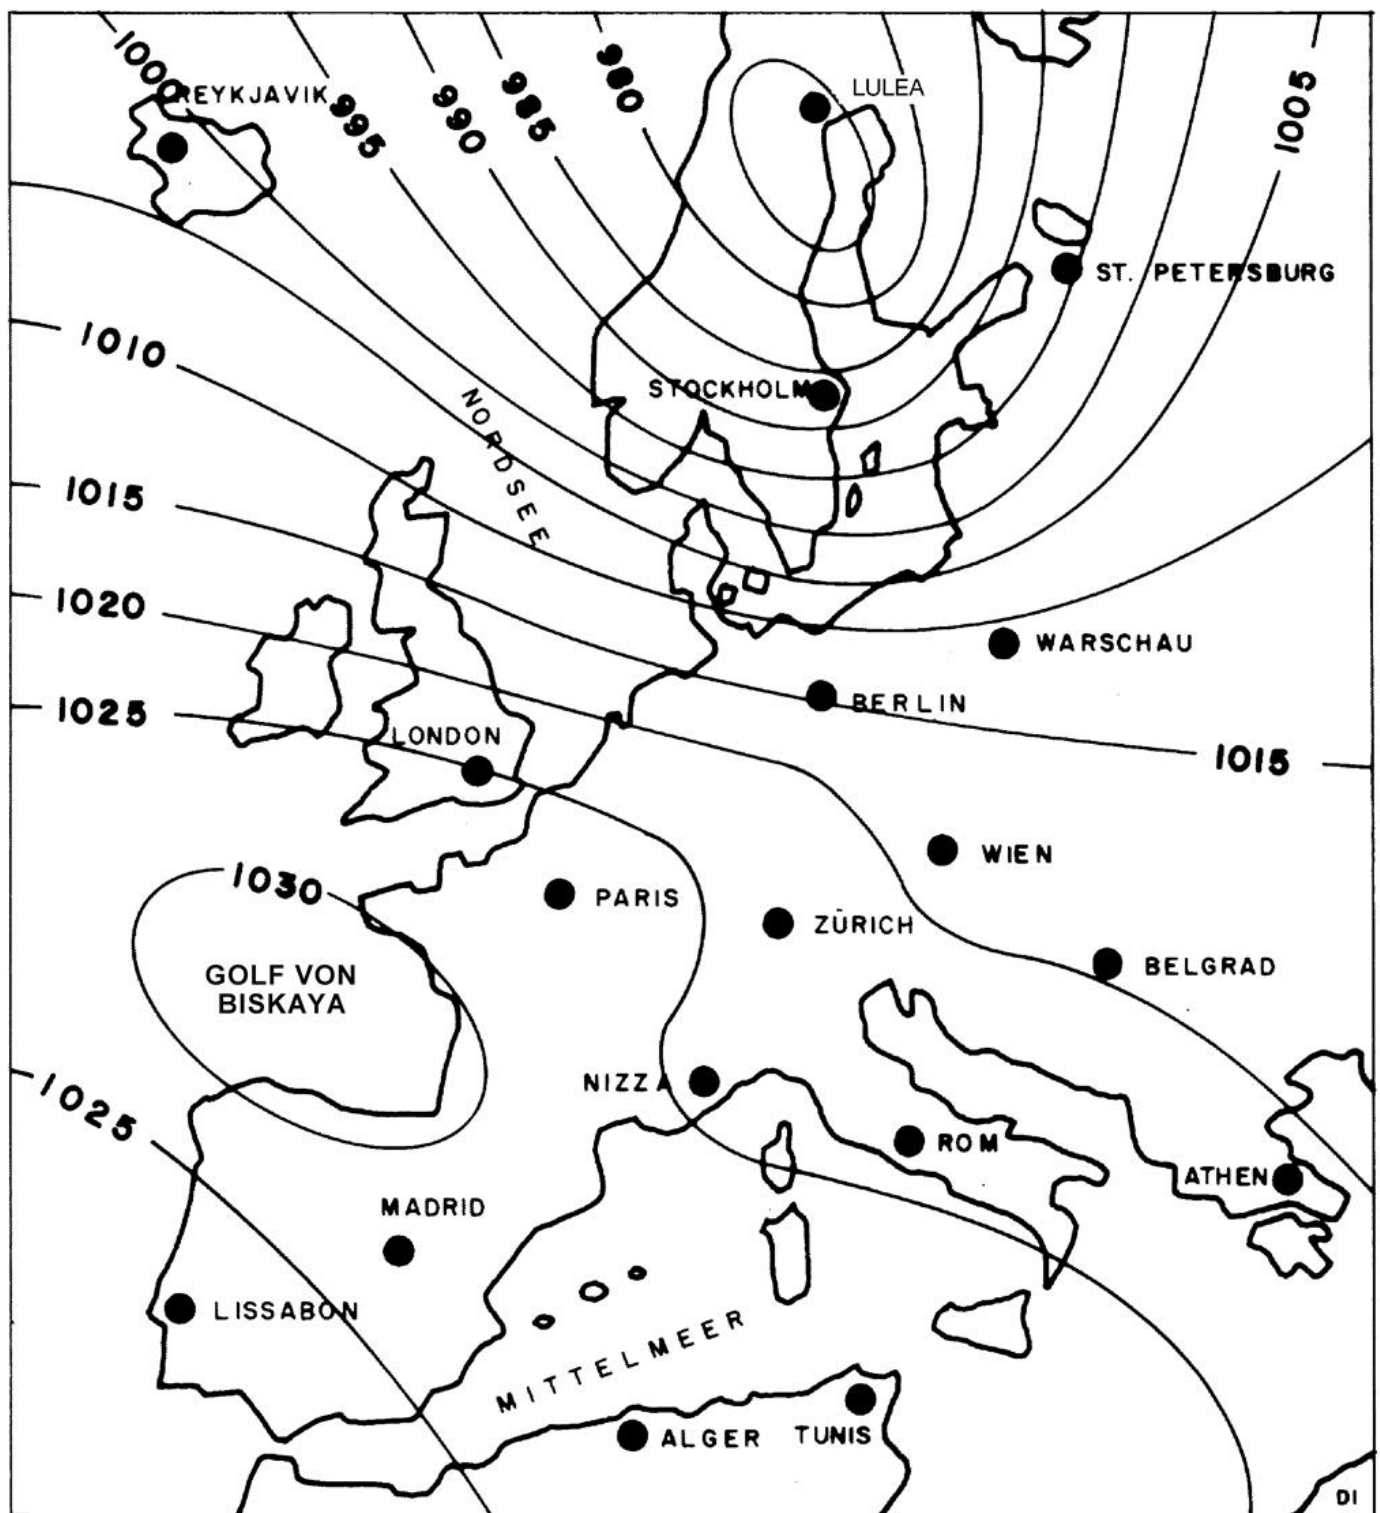 1000
REYKJAVIK
995
990
985
980
LULEA
1005
ST. PETERSBURG
1010
STOCKHOLM
NORDSEE
1015
1020
1025
WARSCHAU
BERLIN
1015
LONDON
WIEN
1030
PARIS
ZÜRICH
BELGRAD
GOLF VON
BISKAYA
NIZZA
1025
ROM
ATHEN
MADRID
LISSABON
MITTELMEER
ALGER
TUNIS
DI